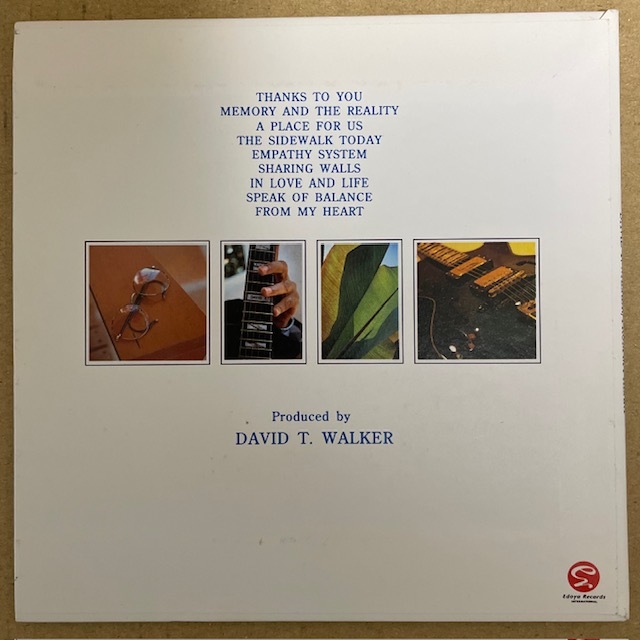 THANKS TO YOU
MEMORY AND THE REALITY
A PLACE FOR US
THE SIDEWALK TODAY
EMPATHY SYSTEM
SHARING WALLS
IN LOVE AND LIFE
SPEAK OF BALANCE
FROM MY HEART
Produced by
DAVID T. WALKER
Edoya Records
INTERNATIONAL